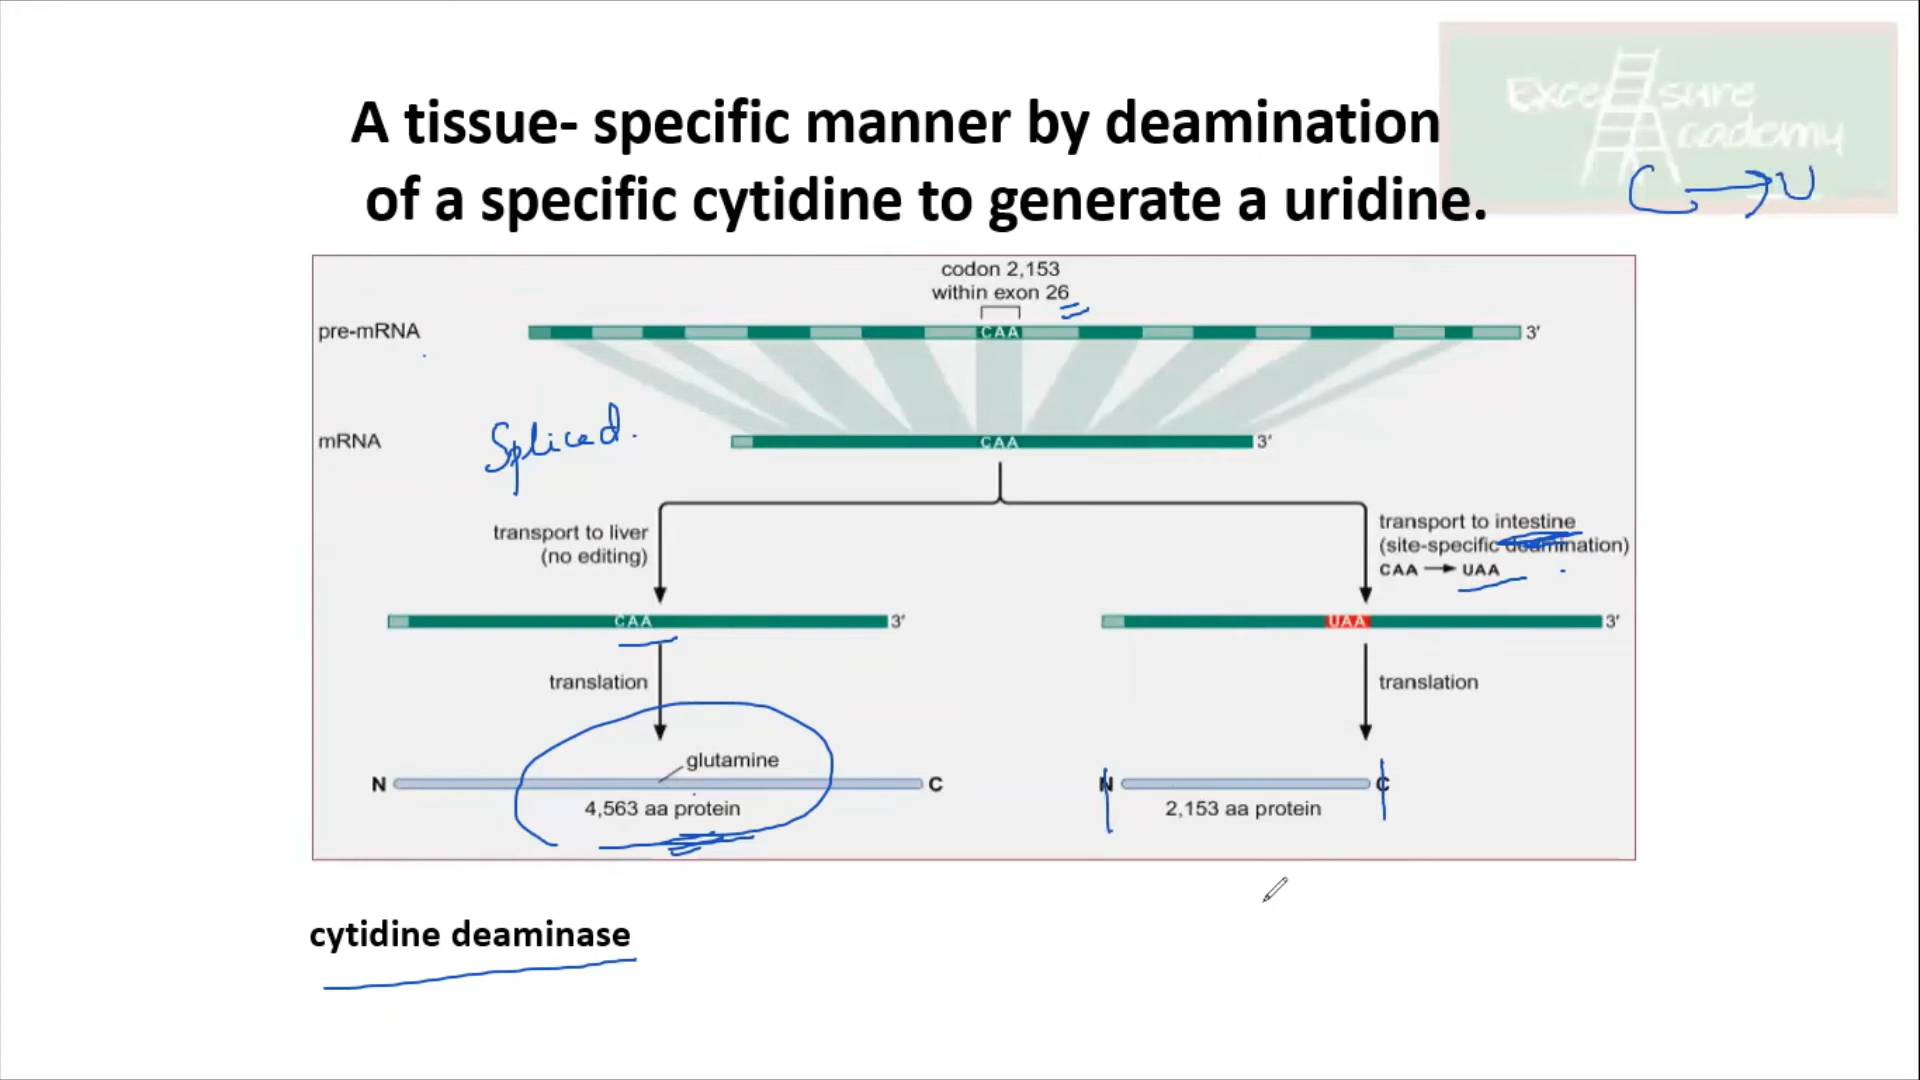 Excelsure
Academy
A tissue- specific manner by deamination
of a specific cytidine to generate a uridine.
C → U
codon 2,153
within exon 26
pre-mRNA
CAA
3'
Spliced.
mRNA
CAA
3'
transport to liver
(no editing)
transport to intestine
(site-specific deamination)
CAA → UAA
CAA
3'
UAA
3'
translation
translation
glutamine
N
C
4,563 aa protein
N
C
2,153 aa protein
cytidine deaminase